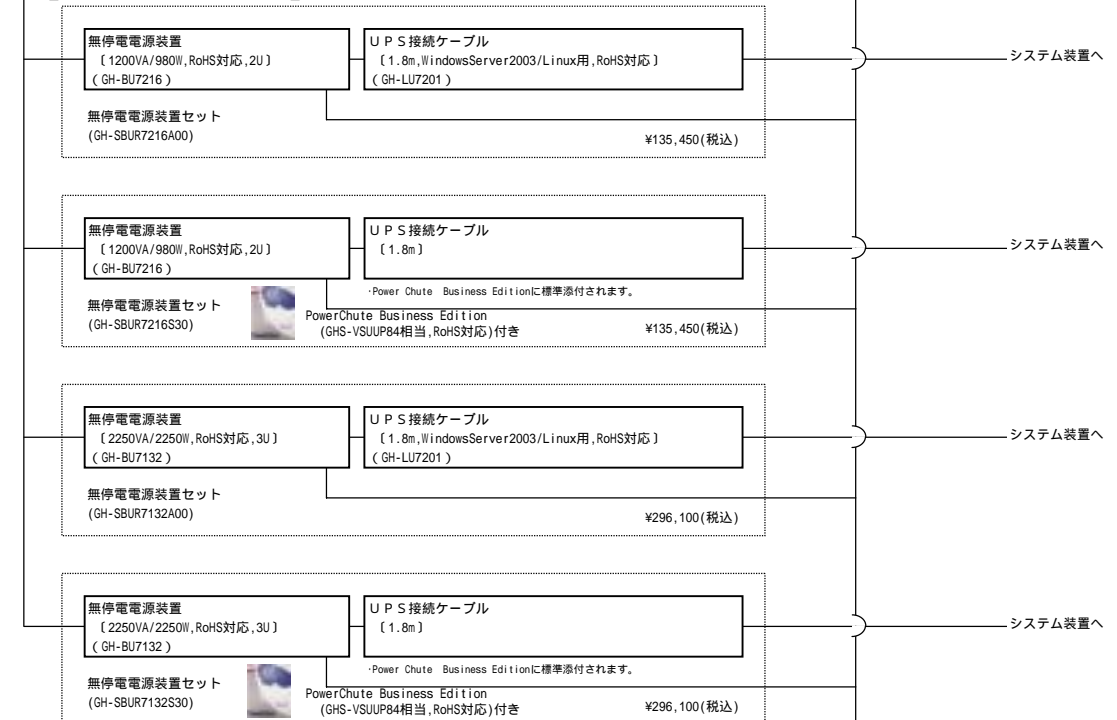 無停電電源装置
〔1200VA/980W,RoHS対応,2U〕
(GH-BU7216)
UPS接続ケーブル
〔1.8m,WindowsServer2003/Linux用,RoHS対応〕
(GH-LU7201)
システム装置へ
無停電電源装置セット
(GH-SBUR7216A00)
¥135,450(税込)
無停電電源装置
〔1200VA/980W,RoHS対応,2U〕
(GH-BU7216)
UPS接続ケーブル
〔1.8m〕
システム装置へ
・Power Chute Business Editionに標準添付されます。
無停電電源装置セット
(GH-SBUR7216S30)
PowerChute Business Edition
(GHS-VSUUP84相当,RoHS対応)付き
¥135,450(税込)
無停電電源装置
〔2250VA/2250W,RoHS対応,3U〕
(GH-BU7132)
UPS接続ケーブル
〔1.8m,WindowsServer2003/Linux用,RoHS対応〕
(GH-LU7201)
システム装置へ
無停電電源装置セット
(GH-SBUR7132A00)
¥296,100(税込)
無停電電源装置
〔2250VA/2250W,RoHS対応,3U〕
(GH-BU7132)
UPS接続ケーブル
〔1.8m〕
システム装置へ
・Power Chute Business Editionに標準添付されます。
無停電電源装置セット
(GH-SBUR7132S30)
PowerChute Business Edition
(GHS-VSUUP84相当,RoHS対応)付き
¥296,100(税込)